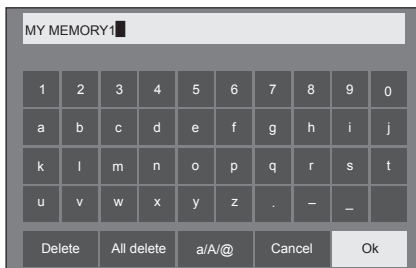 MY MEMORY1
1 2 3 4 5 6 7 8 9 0
a b c d e f g h i j
k l m n o p q r s t
u v w x y z . – _
Delete All delete a/A/@ Cancel Ok